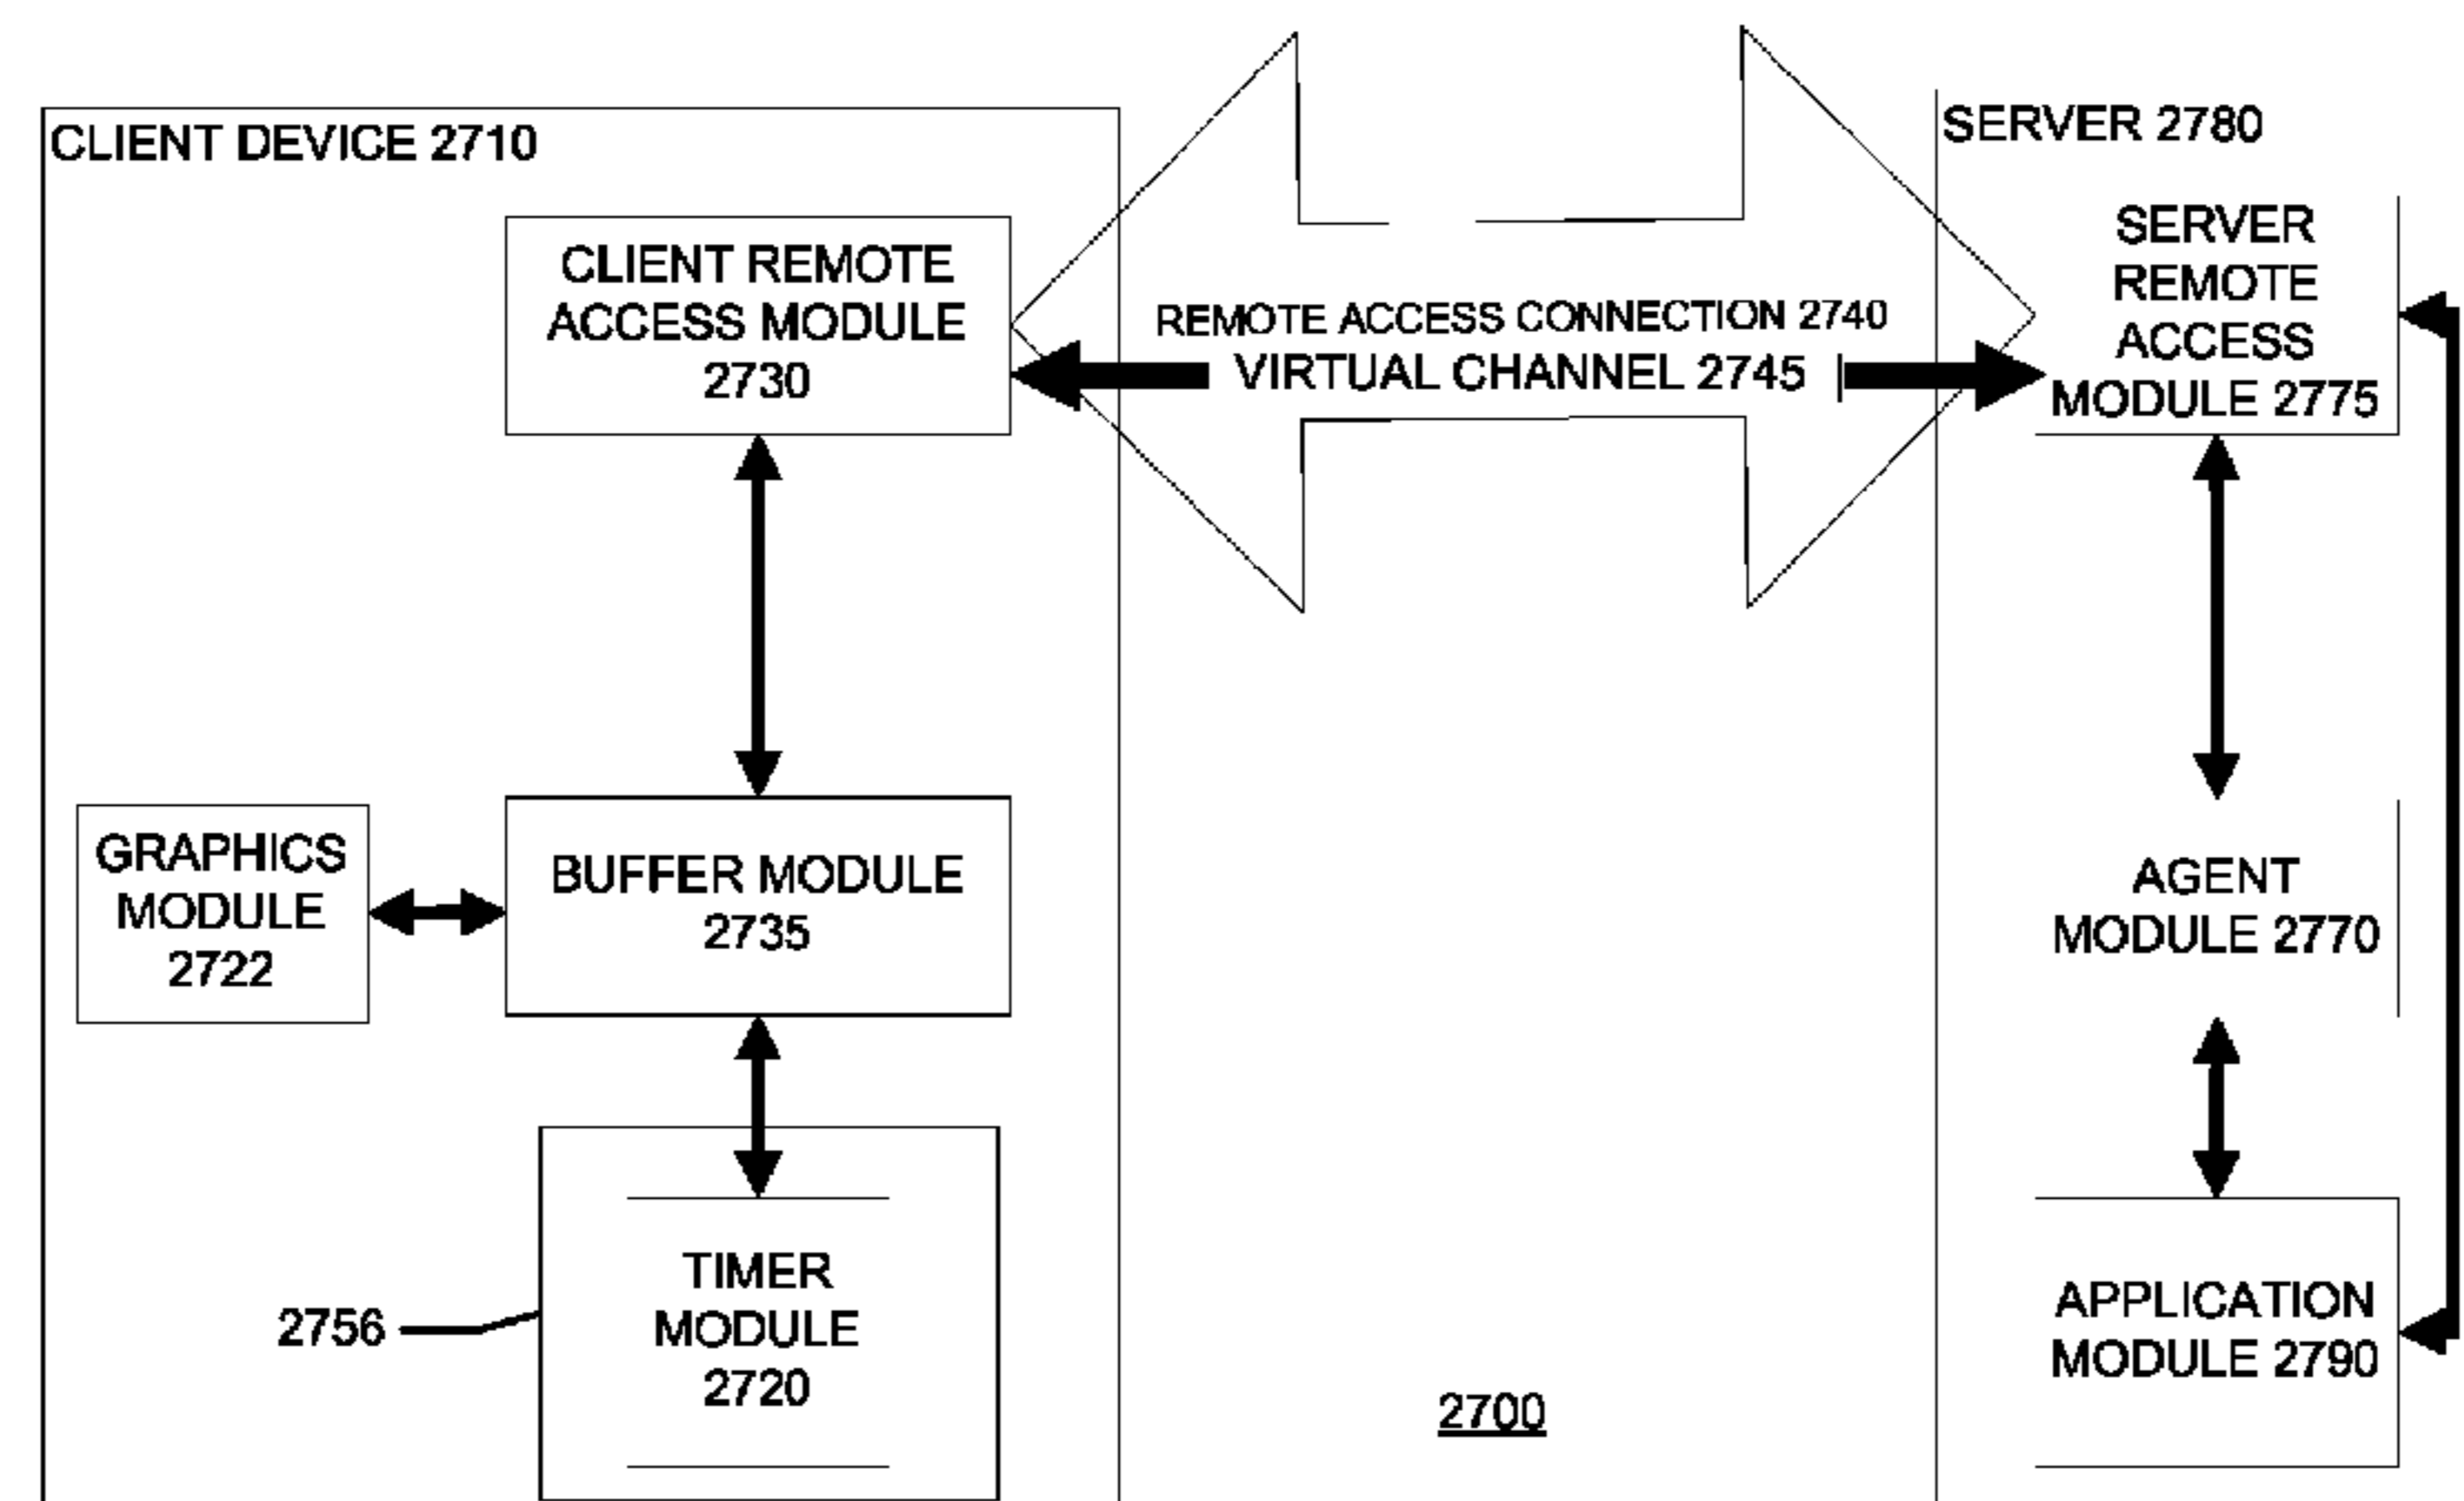 CLIENT DEVICE 2710
CLIENT REMOTE
ACCESS MODULE
2730
REMOTE ACCESS CONNECTION 2740
VIRTUAL CHANNEL 2745
SERVER 2780
SERVER
REMOTE
ACCESS
MODULE 2775
GRAPHICS
MODULE
2722
BUFFER MODULE
2735
AGENT
MODULE 2770
2756
TIMER
MODULE
2720
2700
APPLICATION
MODULE 2790